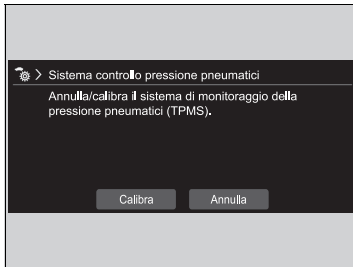 > Sistema controllo pressione pneumatici
Annulla/calibra il sistema di monitoraggio della
pressione pneumatici (TPMS).
Calibra
Annulla